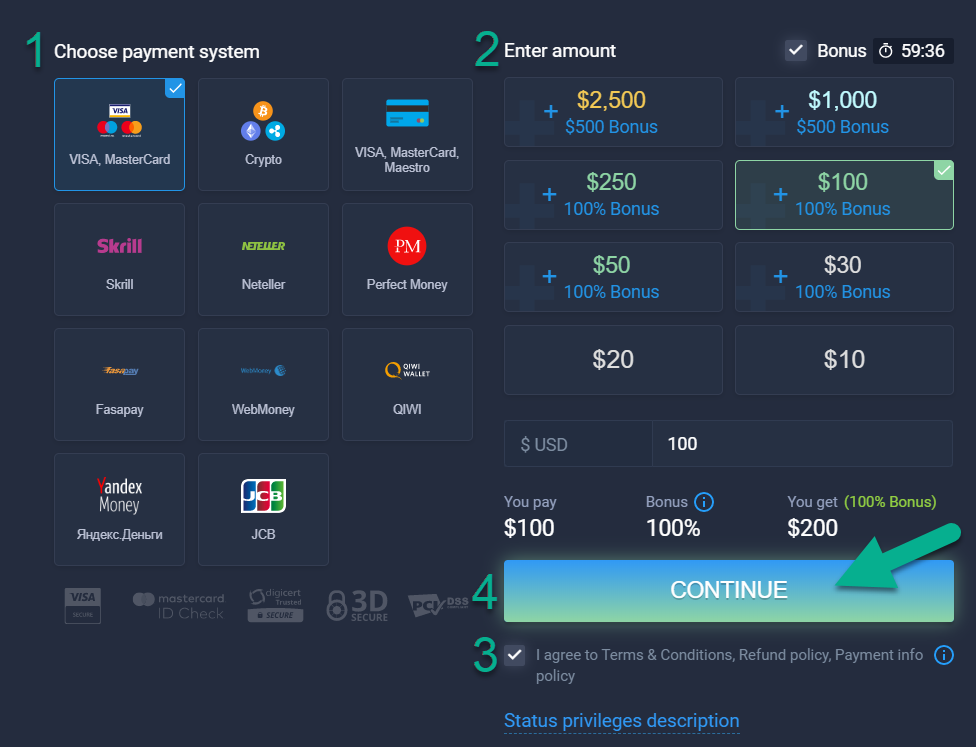 1 Choose payment system
VISA
VISA, MasterCard
Crypto
VISA, MasterCard,
Maestro
Skrill
Skrill
NETELLER
Neteller
PM
Perfect Money
fasapay
Fasapay
WebMoney
WebMoney
QIWI
WALLET
QIWI
Yandex
Money
Яндекс.Деньги
JCB
JCB
VISA
SECURE
mastercard
ID Check
digicert
Trusted
SECURE
3D
SECURE
PCI DSS
2 Enter amount
Bonus 59:36
+ $2,500
$500 Bonus
+ $1,000
$500 Bonus
+ $250
100% Bonus
+ $100
100% Bonus
+ $50
100% Bonus
+ $30
100% Bonus
$20
$10
$ USD 100
You pay
$100
Bonus i
100%
You get (100% Bonus)
$200
4 CONTINUE
3 I agree to Terms & Conditions, Refund policy, Payment info i
policy
Status privileges description